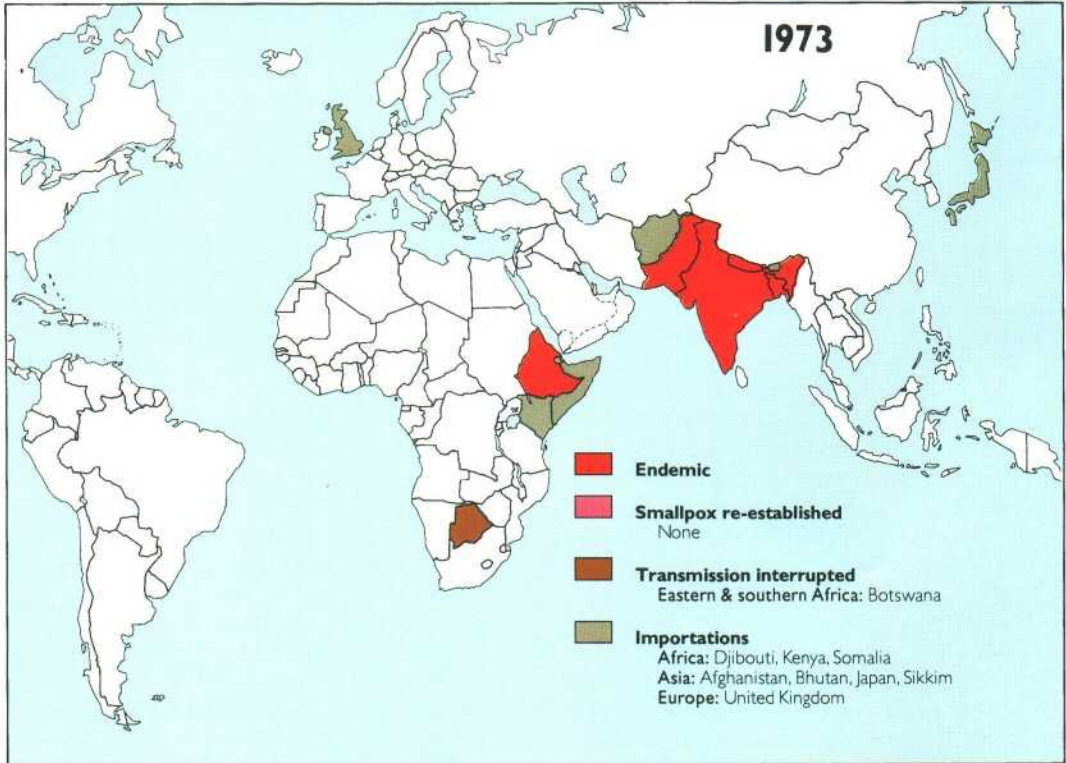 1973
Endemic
Smallpox re-established
None
Transmission interrupted
Eastern & southern Africa: Botswana
Importations
Africa: Djibouti, Kenya, Somalia
Asia: Afghanistan, Bhutan, Japan, Sikkim
Europe: United Kingdom